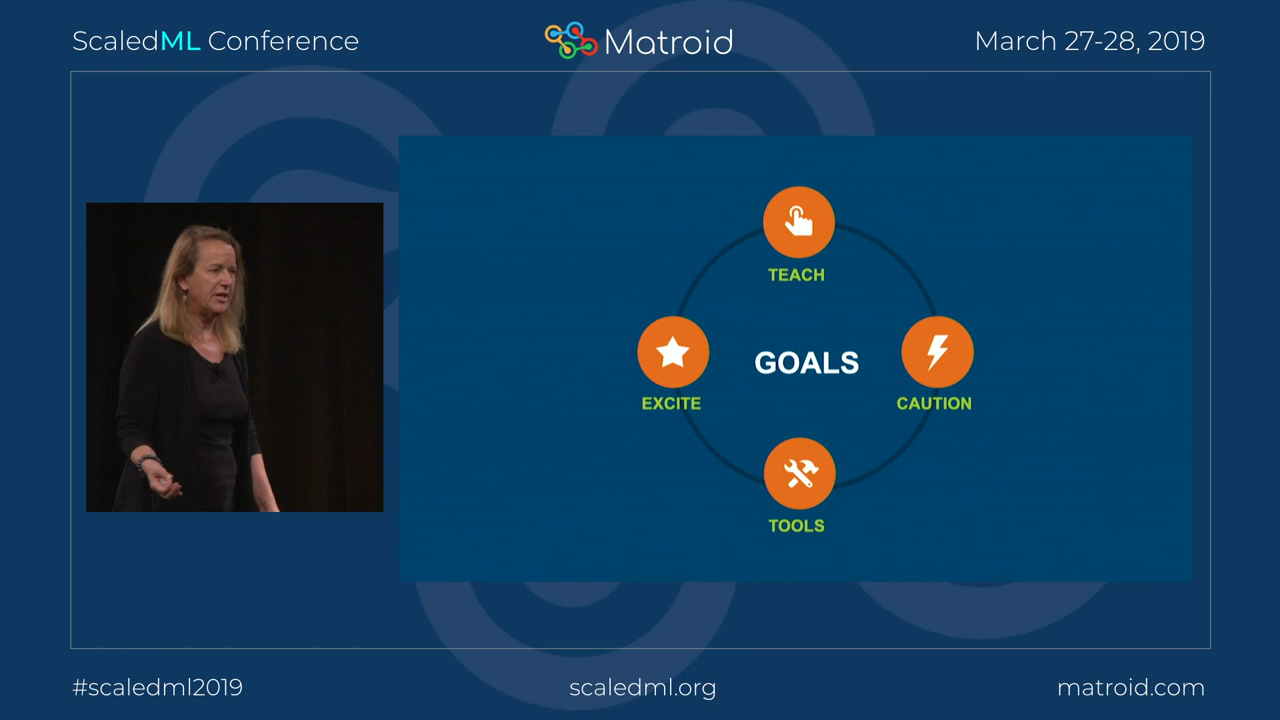 ScaledML Conference
Matroid
March 27-28, 2019
TEACH
GOALS
EXCITE
CAUTION
TOOLS
#scaledml2019
scaledml.org
matroid.com